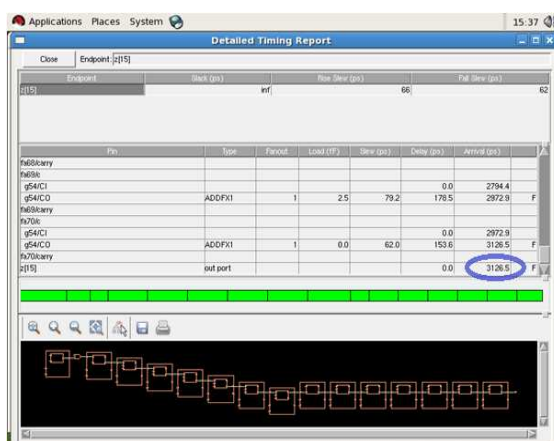 Applications Places System 15:37
Detailed Timing Report
Close Endpoint: z[15]
Endpoint Slack (ps) Rise Slew (ps) Fall Slew (ps)
z[15] inf 66 62
Pin Type Fanout Load (fF) Slew (ps) Delay (ps) Arrival (ps)
fa68/carry
fa69/c
g54/CI 0.0 2794.4
g54/CO ADDFX1 1 2.5 79.2 178.5 2972.9 F
fa69/carry
fa70/c
g54/CI 0.0 2972.9
g54/CO ADDFX1 1 0.0 62.0 153.6 3126.5 F
fa70/carry
z[15] out port 0.0 3126.5 F